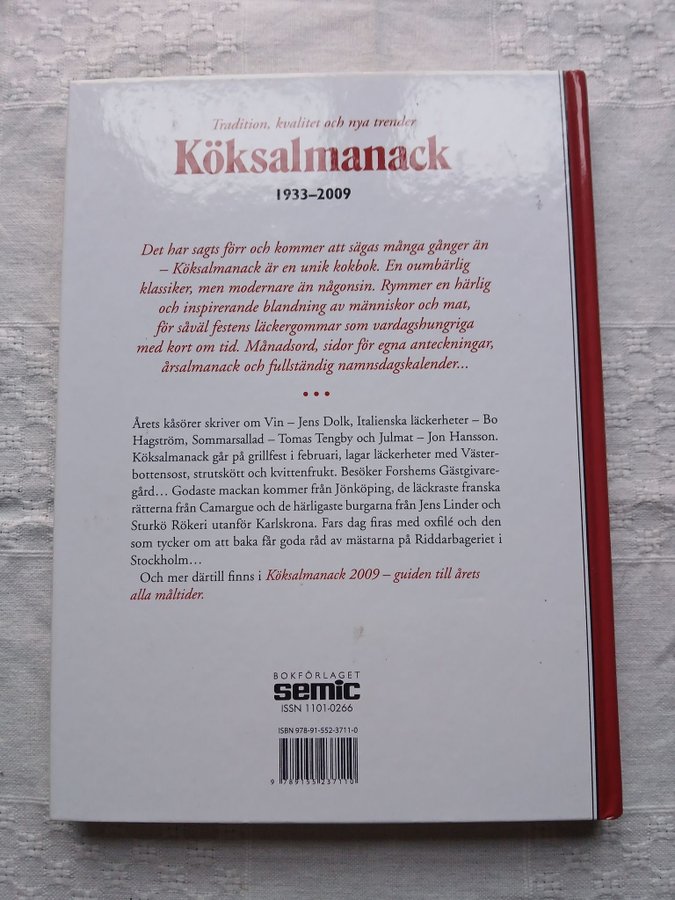 Tradition, kvalitet och nya trender
Köksalmanack
1933–2009
Det har sagts förr och kommer att sägas många gånger än
– Köksalmanack är en unik kokbok. En oumbärlig
klassiker, men modernare än någonsin. Rymmer en härlig
och inspirerande blandning av människor och mat,
för såväl festens läckergommar som vardagshungriga
med kort om tid. Månadsord, sidor för egna anteckningar,
årsalmanack och fullständig namnsdagskalender...
•••
Årets kåsörer skriver om Vin – Jens Dolk, Italienska läckerheter – Bo
Hagström, Sommarsallad – Tomas Tengby och Julmat – Jon Hansson.
Köksalmanack går på grillfest i februari, lagar läckerheter med Väster-
bottensost, strutskött och kvittenfrukt. Besöker Forshems Gästgivare-
gård… Godaste mackan kommer från Jönköping, de läckraste franska
rätterna från Camargue och de härligaste burgarna från Jens Linder och
Sturkö Rökeri utanför Karlskrona. Fars dag firas med oxfilé och den
som tycker om att baka får goda råd av mästarna på Riddarbageriet i
Stockholm…
Och mer därtill finns i Köksalmanack 2009 – guiden till årets
alla måltider.
BOKFÖRLAGET
semic
ISSN 1101-0266
ISBN 978-91-552-3711-0
9 789155 237110